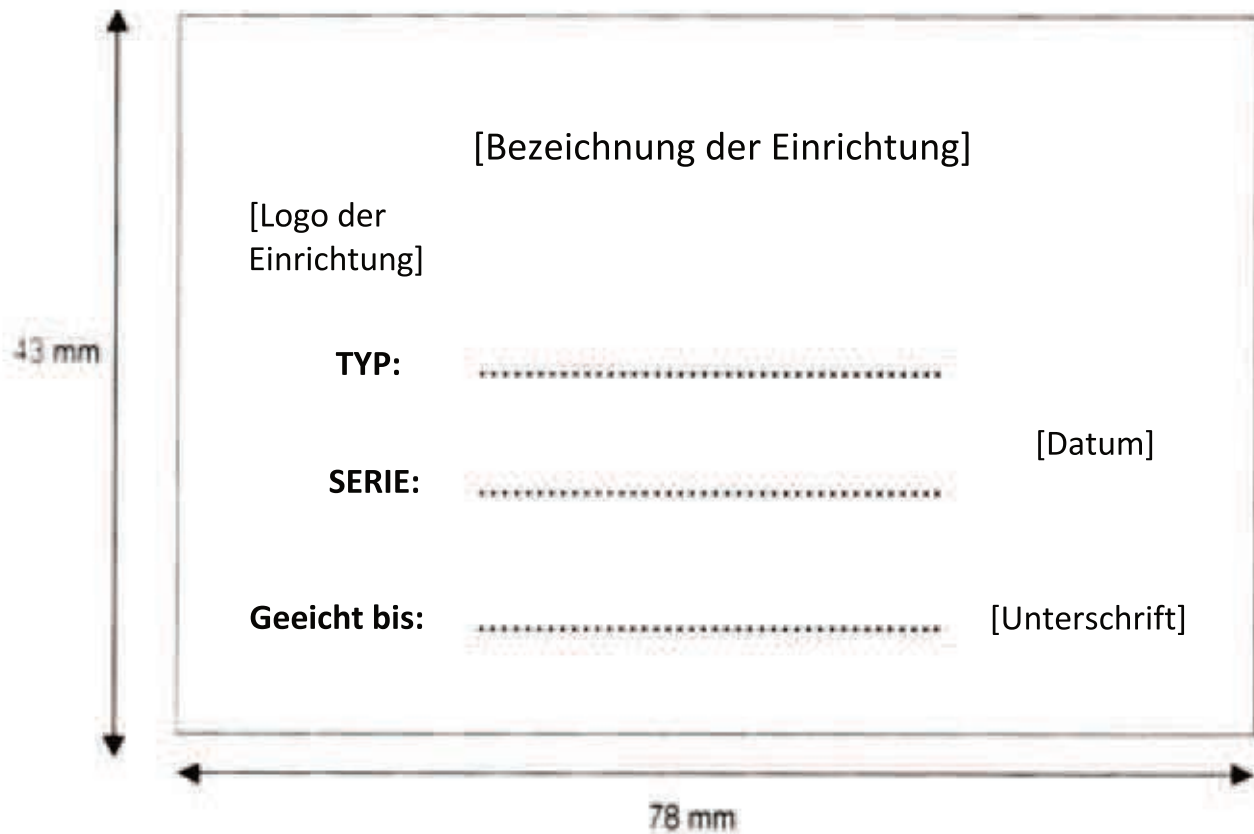 [Bezeichnung der Einrichtung]
[Logo der
Einrichtung]
43 mm
TYP: ........................................
[Datum]
SERIE: ........................................
Geeicht bis: ........................................ [Unterschrift]
78 mm